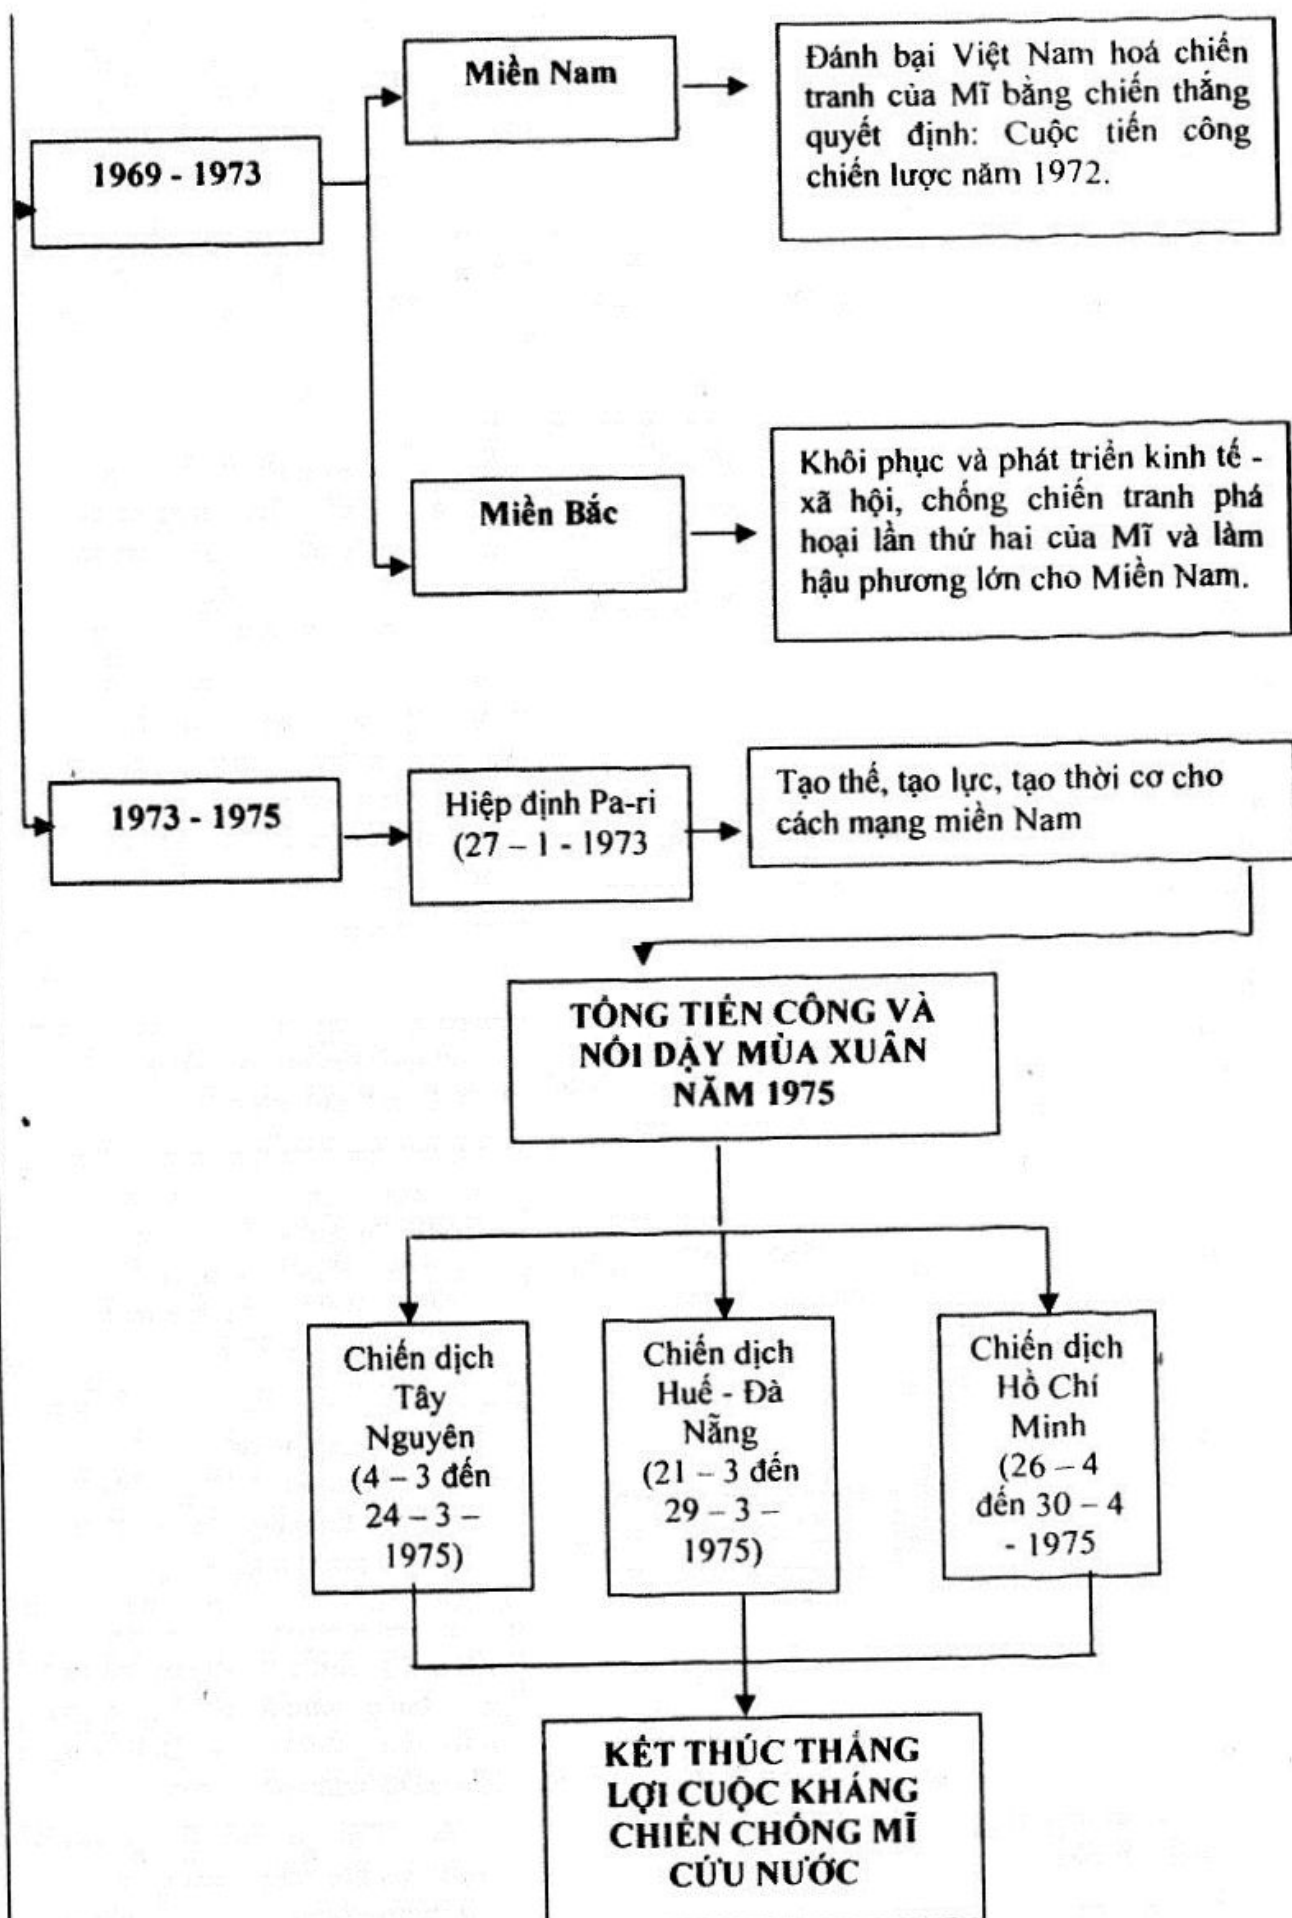 Miền Nam
Đánh bại Việt Nam hoá chiến
tranh của Mĩ bằng chiến thắng
quyết định: Cuộc tiến công
chiến lược năm 1972.
1969 - 1973
Miền Bắc
Khôi phục và phát triển kinh tế -
xã hội, chống chiến tranh phá
hoại lần thứ hai của Mĩ và làm
hậu phương lớn cho Miền Nam.
1973 - 1975
Hiệp định Pa-ri
(27 – 1 - 1973
Tạo thế, tạo lực, tạo thời cơ cho
cách mạng miền Nam
TỔNG TIẾN CÔNG VÀ
NỔI DẬY MÙA XUÂN
NĂM 1975
Chiến dịch
Tây
Nguyên
(4 – 3 đến
24 – 3 –
1975)
Chiến dịch
Huế - Đà
Nẵng
(21 – 3 đến
29 – 3 –
1975)
Chiến dịch
Hồ Chí
Minh
(26 – 4
đến 30 – 4
- 1975
KẾT THÚC THẮNG
LỢI CUỘC KHÁNG
CHIẾN CHỐNG MĨ
CỨU NƯỚC